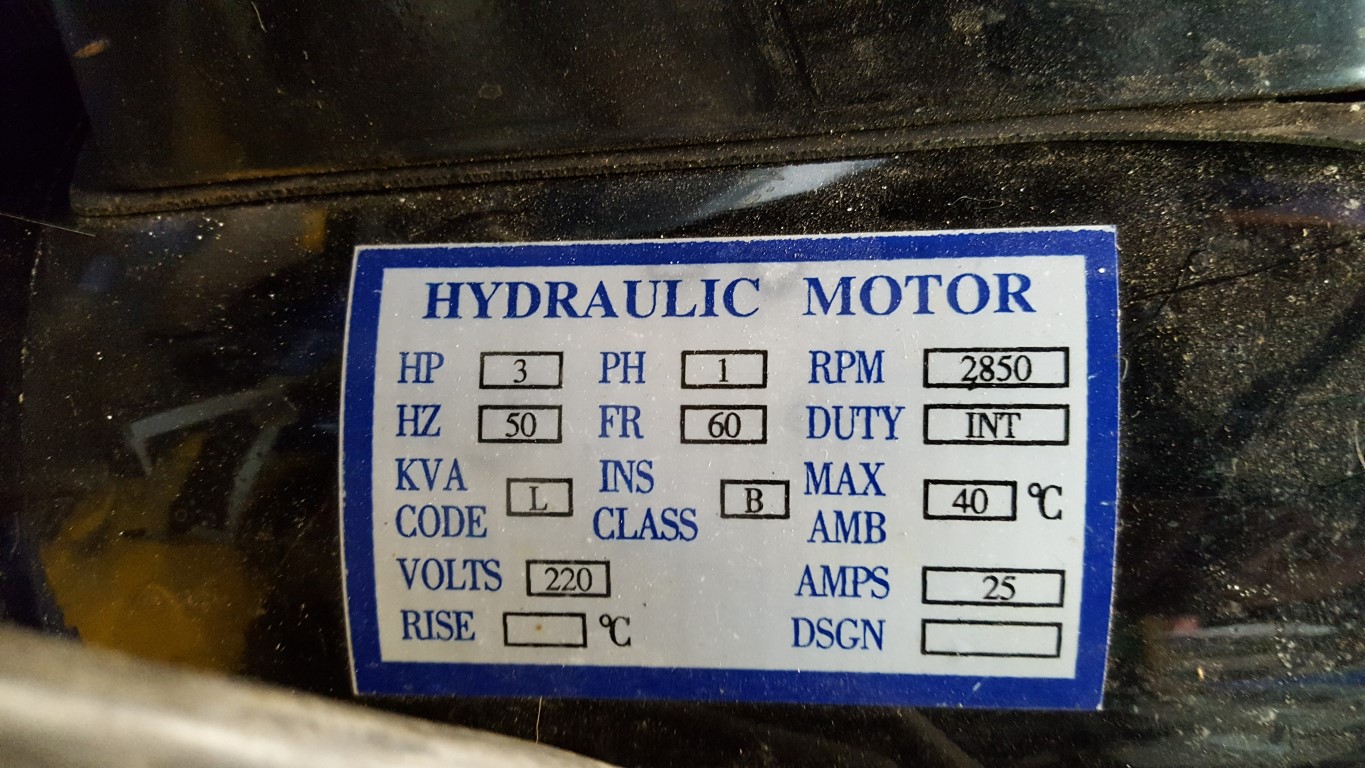 HYDRAULIC MOTOR
HP 3 PH 1 RPM 2850
HZ 50 FR 60 DUTY INT
KVA CODE L INS CLASS B MAX AMB 40 °C
VOLTS 220 AMPS 25
RISE °C DSGN